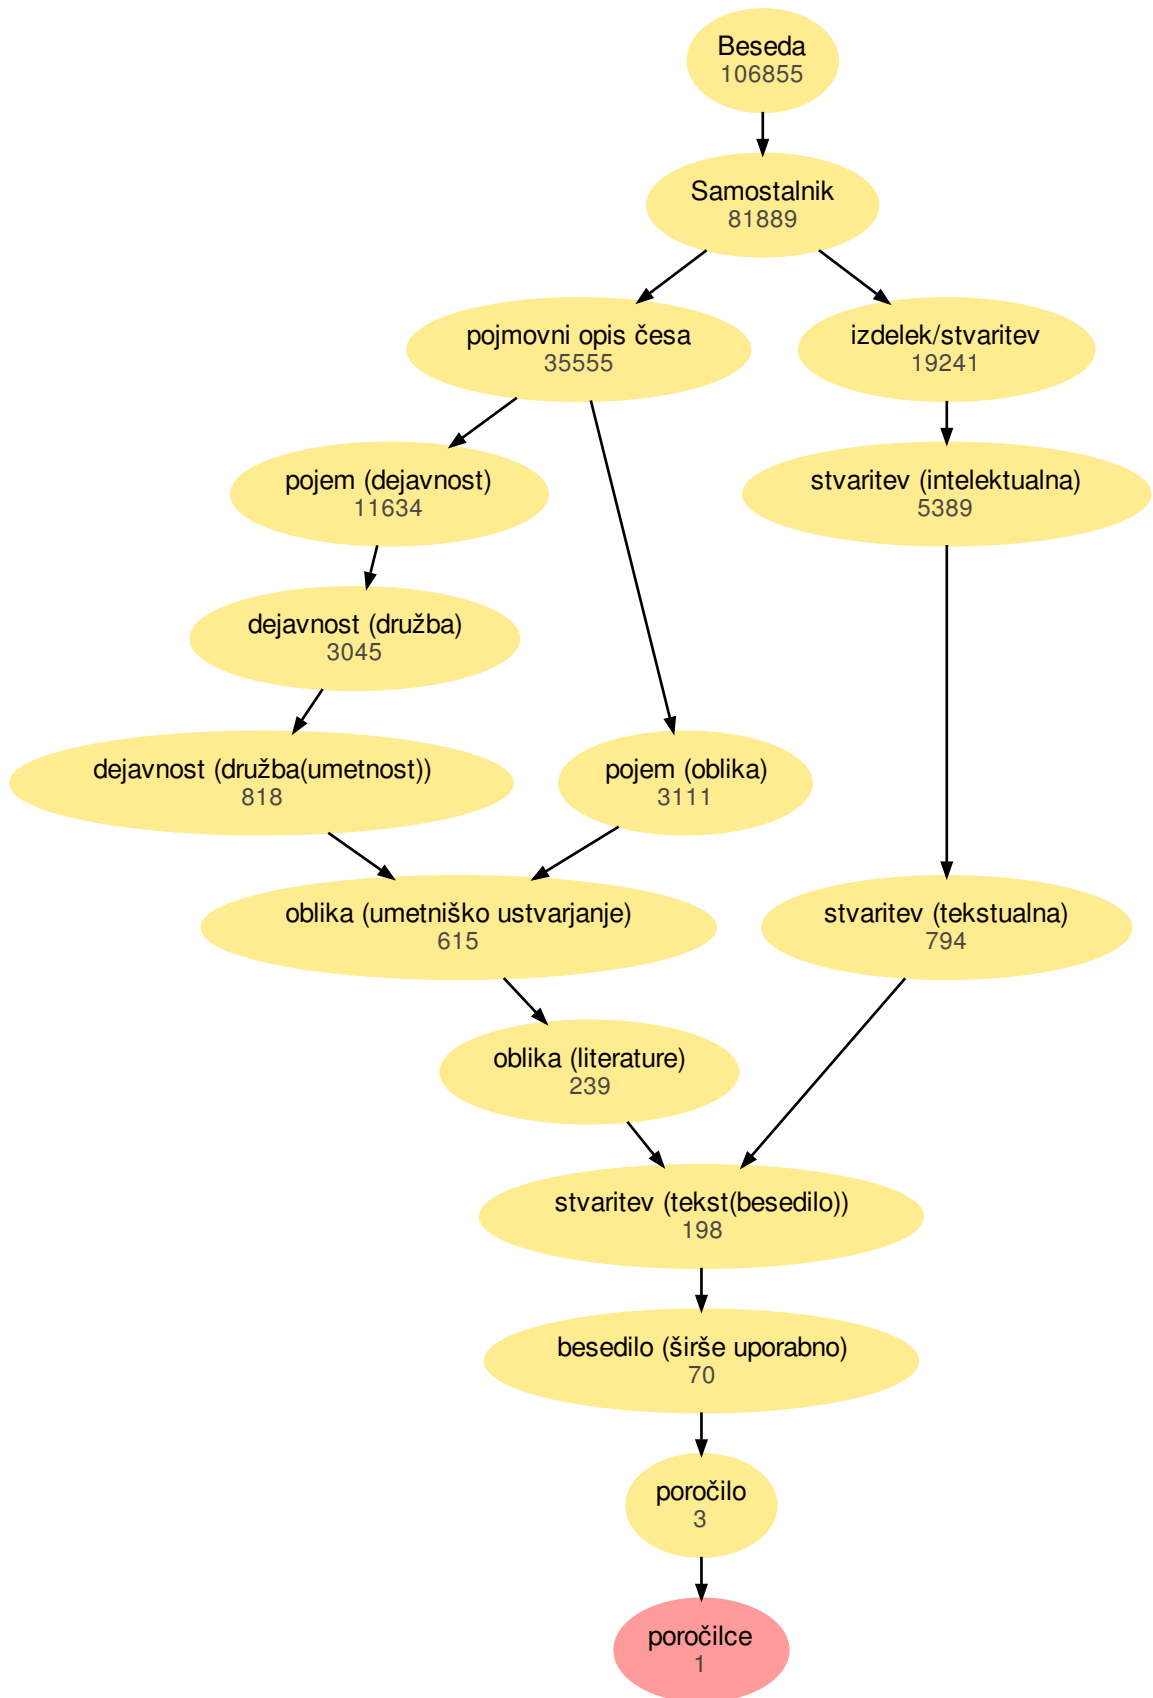 Beseda
106855
Samostalnik
81889
pojmovni opis česa
35555
izdelek/stvaritev
19241
pojem (dejavnost)
11634
stvaritev (intelektualna)
5389
dejavnost (družba)
3045
dejavnost (družba(umetnost))
818
pojem (oblika)
3111
oblika (umetniško ustvarjanje)
615
stvaritev (tekstualna)
794
oblika (literature)
239
stvaritev (tekst(besedilo))
198
besedilo (širše uporabno)
70
poročilo
3
poročilce
1